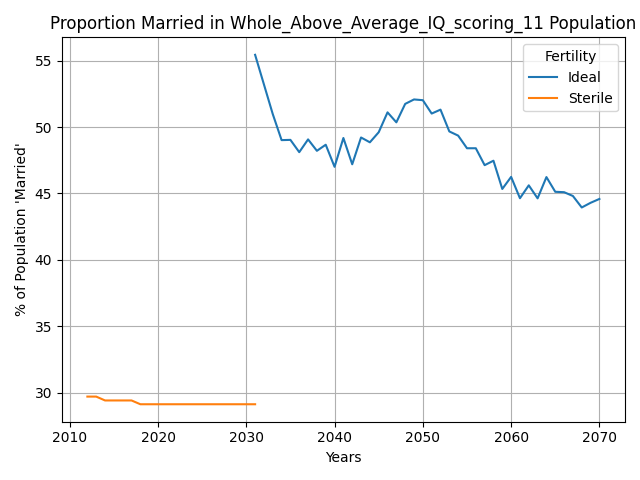 Proportion Married in Whole_Above_Average_IQ_scoring_11 Population
Fertility
Ideal
Sterile
% of Population 'Married'
55
50
45
40
35
30
2010 2020 2030 2040 2050 2060 2070
Years